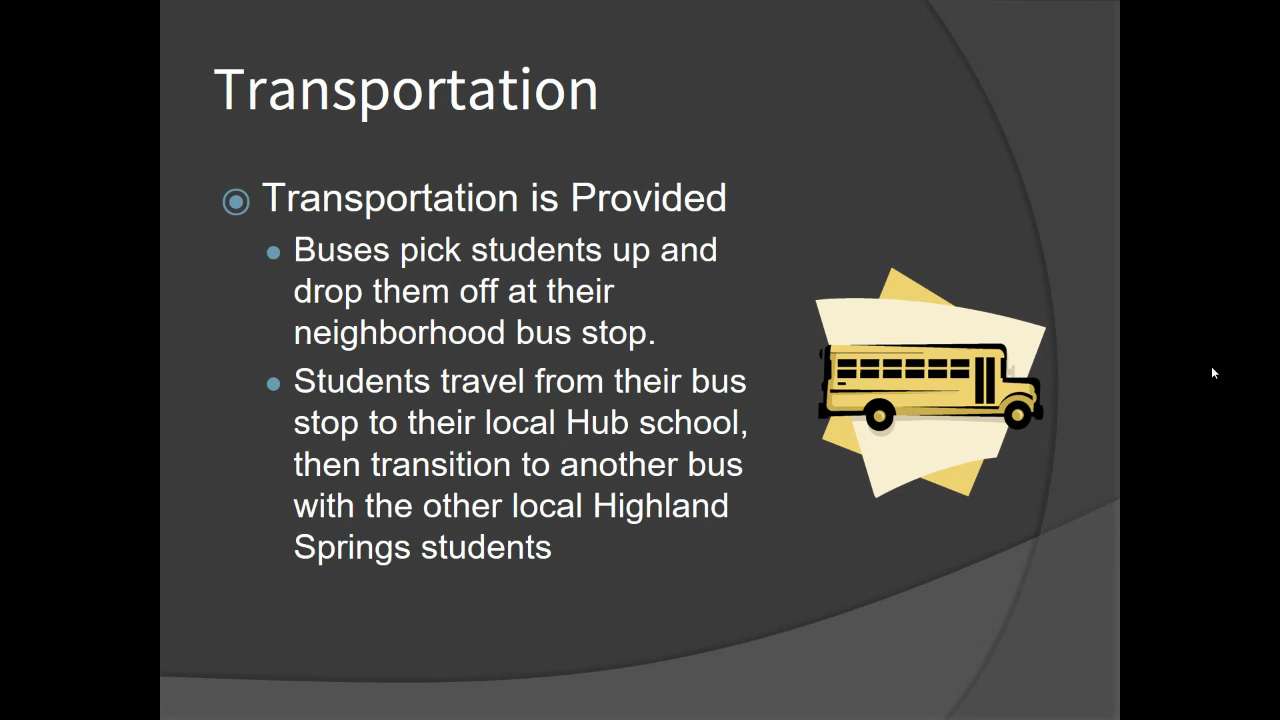 Transportation
Transportation is Provided
Buses pick students up and
drop them off at their
neighborhood bus stop.
Students travel from their bus
stop to their local Hub school,
then transition to another bus
with the other local Highland
Springs students